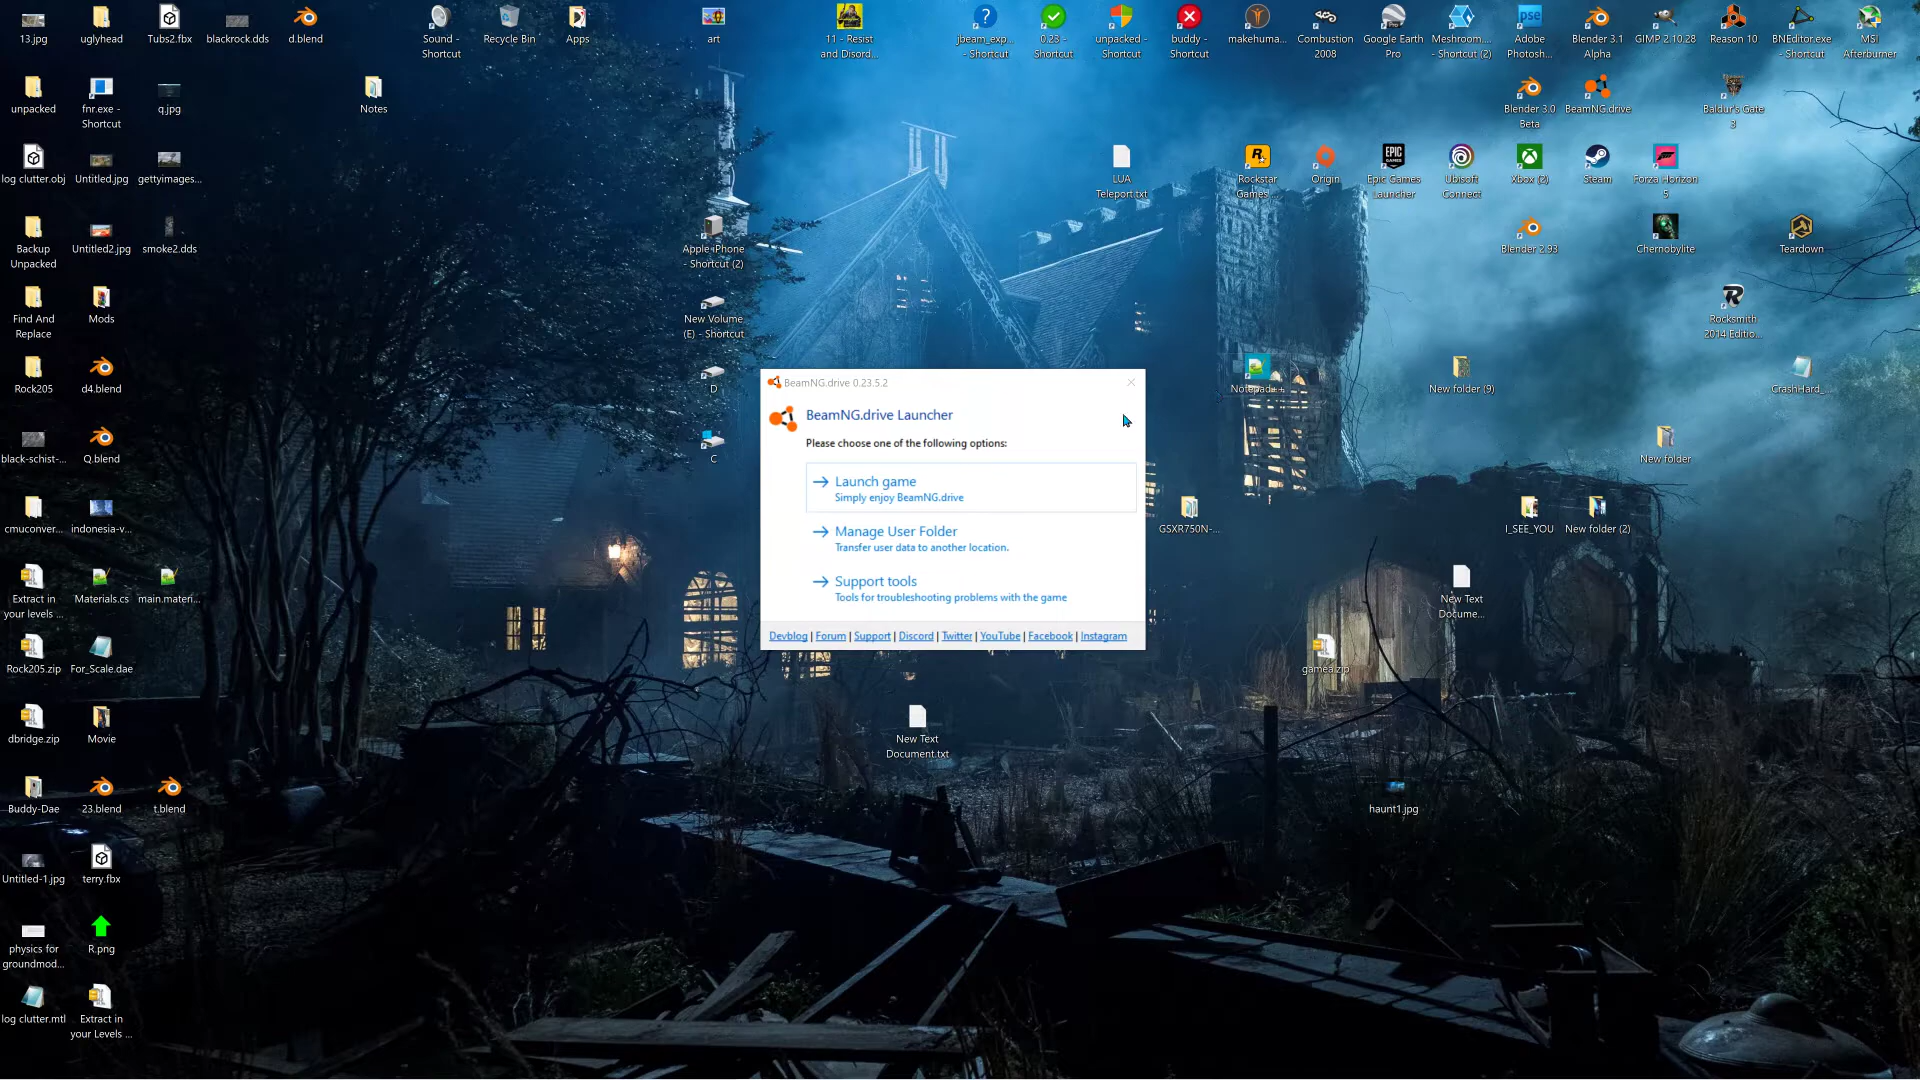 13.jpg
uglyhead
Tubs2.fbx
blackrock.dds
d.blend
Sound -
Shortcut
Recycle Bin
Apps
art
11 - Resist
and Disord...
jbeam_exp...
- Shortcut
0.23 -
Shortcut
unpacked -
Shortcut
buddy -
Shortcut
makehuma...
Combustion
2008
Google Earth
Pro
Meshroom....
- Shortcut (2)
Adobe
Photosh...
Blender 3.1
Alpha
GIMP 2.10.28
Reason 10
BNEditor.exe
- Shortcut
MSI
Afterburner
unpacked
fnr.exe -
Shortcut
q.jpg
Notes
Blender 3.0
Beta
BeamNG.drive
Baldur's Gate
3
log clutter.obj
Untitled.jpg
gettyimages...
LUA
Teleport.txt
Rockstar
Games ...
Origin
Epic Games
Launcher
Ubisoft
Connect
Xbox (2)
Steam
Forza Horizon
5
Backup
Unpacked
Untitled2.jpg
smoke2.dds
Apple iPhone
- Shortcut (2)
Blender 2.93
Chernobylite
Teardown
Find And
Replace
Mods
New Volume
(E) - Shortcut
Rocksmith
2014 Editio...
Rock205
d4.blend
D
Notepad++
New folder (9)
CrashHard_...
black-schist-...
Q.blend
C
New folder
BeamNG.drive 0.23.5.2
BeamNG.drive Launcher
Please choose one of the following options:
Launch game
Simply enjoy BeamNG.drive
Manage User Folder
Transfer user data to another location.
Support tools
Tools for troubleshooting problems with the game
Devblog | Forum | Support | Discord | Twitter | YouTube | Facebook | Instagram
cmuconver...
indonesia-v...
GSXR750N-...
I_SEE_YOU
New folder (2)
Extract in
your levels ...
Materials.cs
main.materi...
New Text
Docume...
Rock205.zip
For_Scale.dae
gamea.zip
dbridge.zip
Movie
New Text
Document.txt
Buddy-Dae
23.blend
t.blend
haunt1.jpg
Untitled-1.jpg
terry.fbx
physics for
groundmod...
R.png
log clutter.mtl
Extract in
your Levels ...